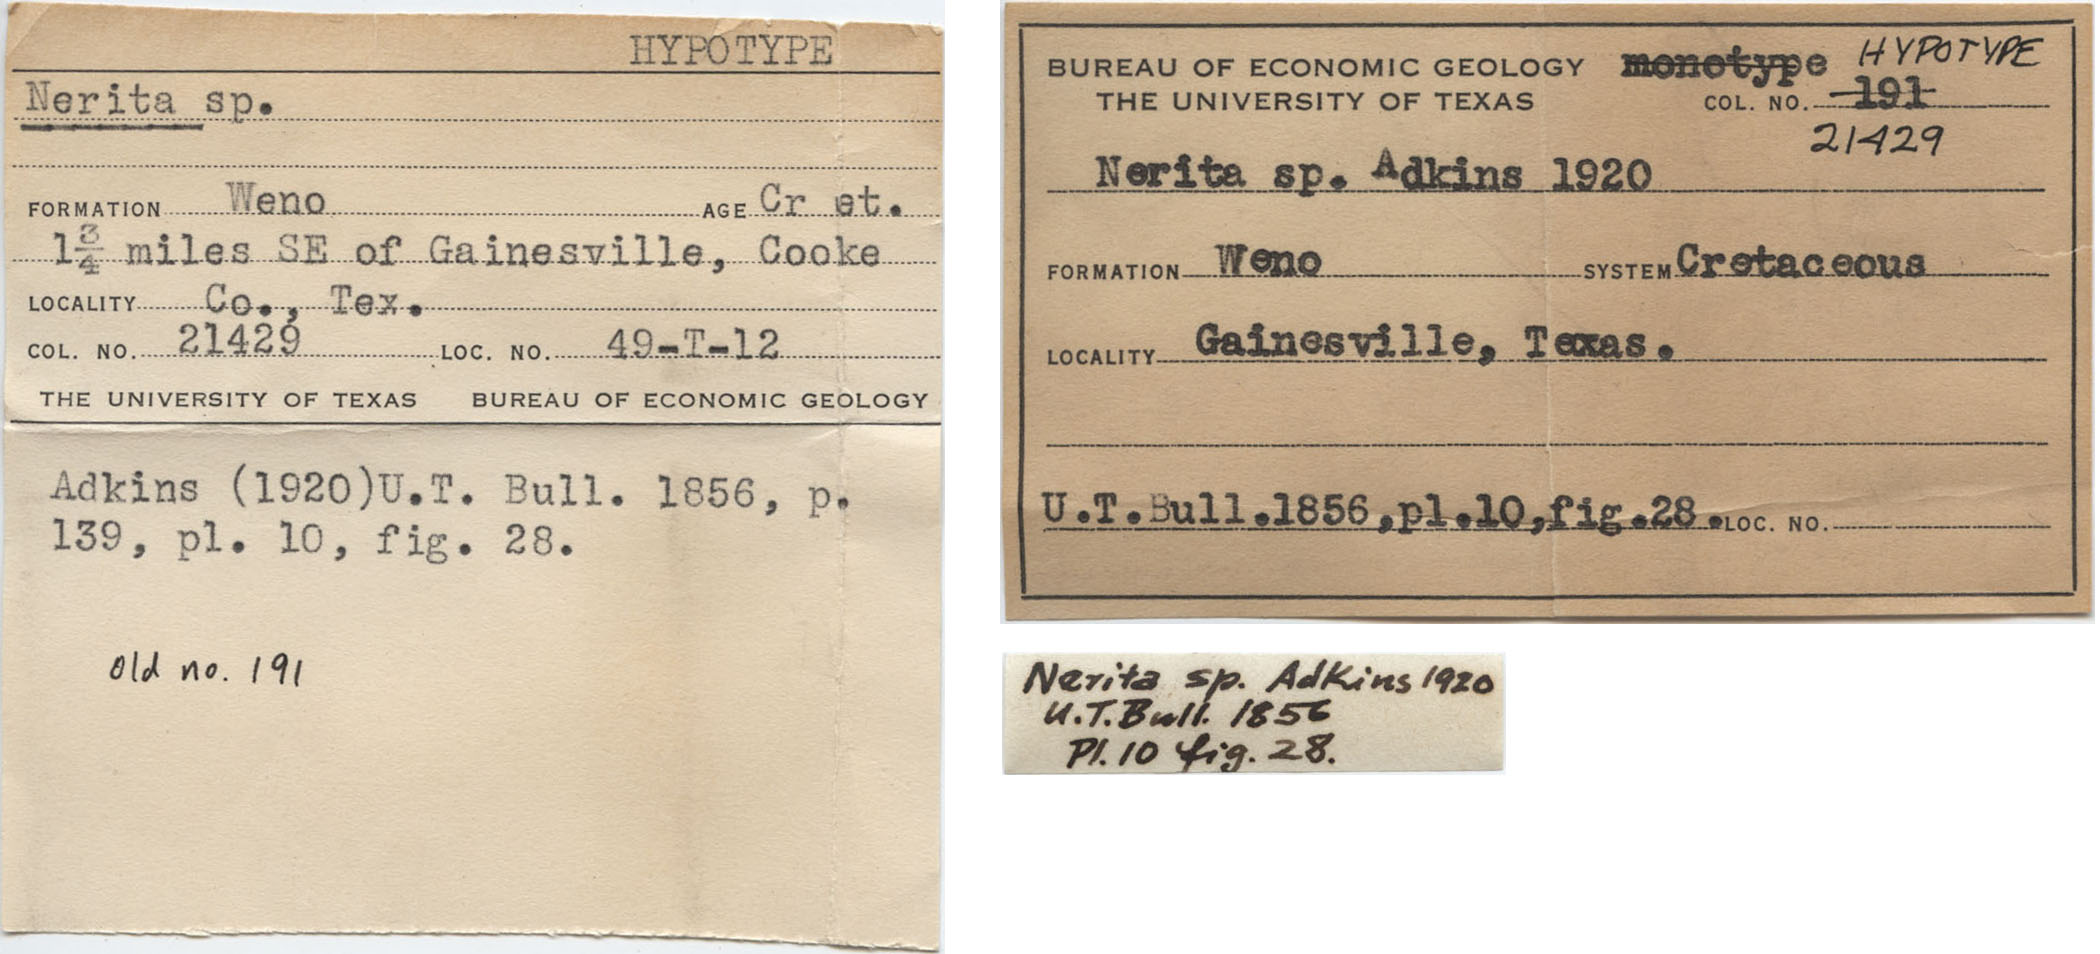 HYPOTYPE
Nerita sp.
FORMATION Weno AGE Cr et.
1 3/4 miles SE of Gainesville, Cooke
LOCALITY Co., Tex.
COL. NO. 21429 LOC. NO. 49-T-12
THE UNIVERSITY OF TEXAS BUREAU OF ECONOMIC GEOLOGY
Adkins (1920)U.T. Bull. 1856, p.
139, pl. 10, fig. 28.
Old no. 191
BUREAU OF ECONOMIC GEOLOGY monotype HYPOTYPE
THE UNIVERSITY OF TEXAS COL. NO. 191
21429
Nerita sp. Adkins 1920
FORMATION Weno SYSTEM Cretaceous
LOCALITY Gainesville, Texas.
U.T.Bull.1856,pl.10,fig.28. LOC. NO.
Nerita sp. Adkins 1920
U.T. Bull. 1856
Pl. 10 fig. 28.